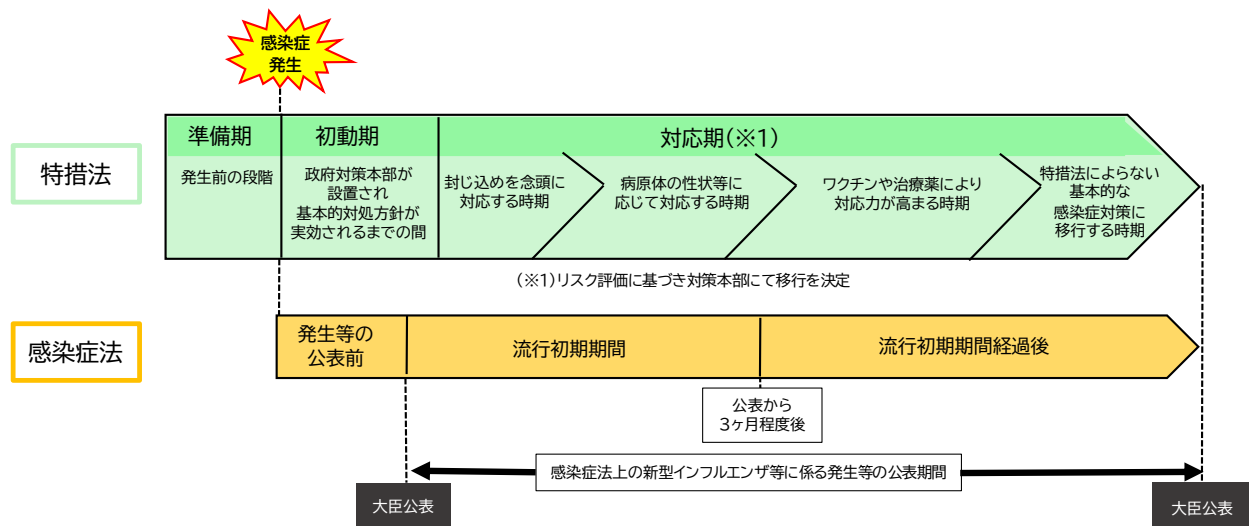 感染症
発生
特措法
準備期
初動期
対応期(※1)
発生前の段階
政府対策本部が
設置され
基本的対処方針が
実効されるまでの間
封じ込めを念頭に
対応する時期
病原体の性状等に
応じて対応する時期
ワクチンや治療薬により
対応力が高まる時期
特措法によらない
基本的な
感染症対策に
移行する時期
(※1)リスク評価に基づき対策本部にて移行を決定
感染症法
発生等の
公表前
流行初期期間
流行初期期間経過後
公表から
3ヶ月程度後
感染症法上の新型インフルエンザ等に係る発生等の公表期間
大臣公表
大臣公表